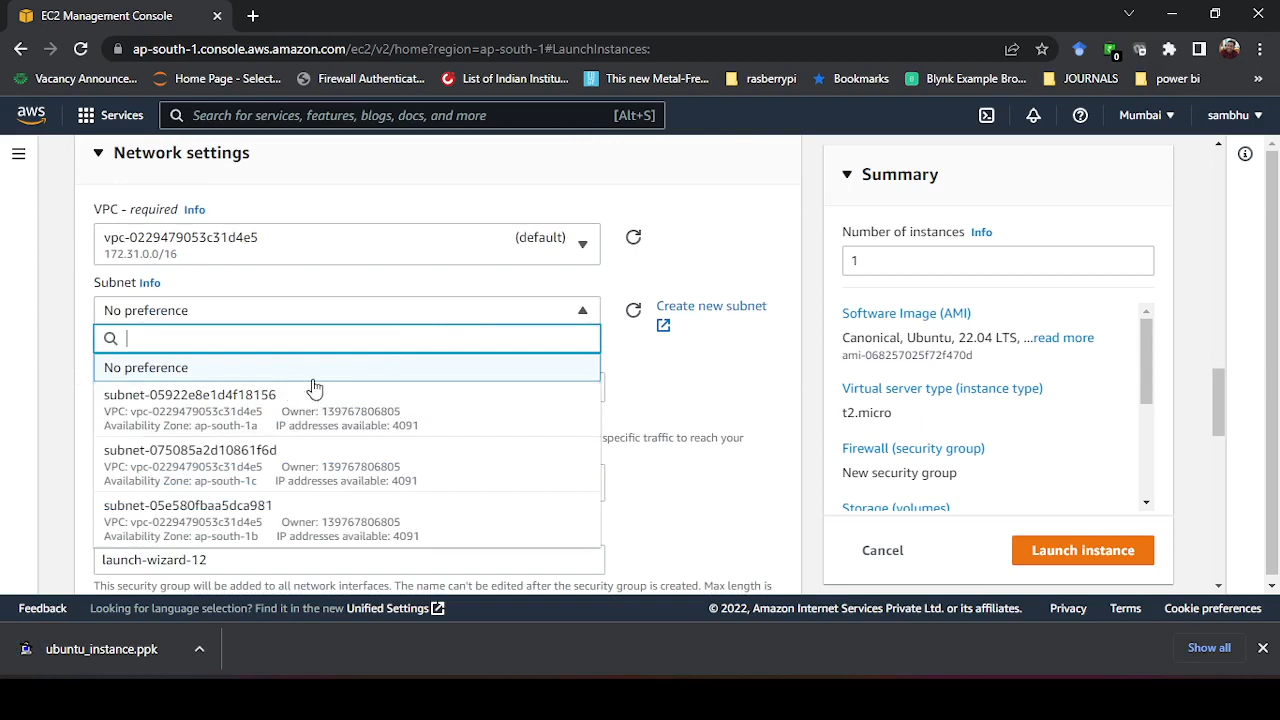 EC2 Management Console
ap-south-1.console.aws.amazon.com/ec2/v2/home?region=ap-south-1#LaunchInstances:
0
Vacancy Announce...
Home Page - Select...
Firewall Authenticat...
List of Indian Institu...
This new Metal-Fre...
rasberrypi
Bookmarks
Blynk Example Bro...
JOURNALS
power bi
»
aws
Services
Search for services, features, blogs, docs, and more
[Alt+S]
Mumbai
sambhu
Network settings
VPC - required Info
vpc-0229479053c31d4e5 (default)
172.31.0.0/16
Subnet Info
No preference
Create new subnet
No preference
subnet-05922e8e1d4f18156
VPC: vpc-0229479053c31d4e5 Owner: 139767806805
Availability Zone: ap-south-1a IP addresses available: 4091
specific traffic to reach your
subnet-075085a2d10861f6d
VPC: vpc-0229479053c31d4e5 Owner: 139767806805
Availability Zone: ap-south-1c IP addresses available: 4091
subnet-05e580fbaa5dca981
VPC: vpc-0229479053c31d4e5 Owner: 139767806805
Availability Zone: ap-south-1b IP addresses available: 4091
launch-wizard-12
This security group will be added to all network interfaces. The name can't be edited after the security group is created. Max length is
Summary
Number of instances Info
1
Software Image (AMI)
Canonical, Ubuntu, 22.04 LTS, ...read more
ami-068257025f72f470d
Virtual server type (instance type)
t2.micro
Firewall (security group)
New security group
Storage (volumes)
Cancel
Launch instance
Feedback
Looking for language selection? Find it in the new Unified Settings
© 2022, Amazon Internet Services Private Ltd. or its affiliates.
Privacy
Terms
Cookie preferences
ubuntu_instance.ppk
Show all